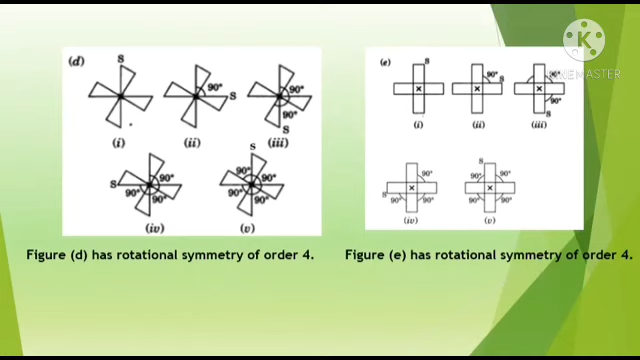 (d)
S
(i)
90°
S
(ii)
90°
90°
S
(iii)
S
90°
90°
90°
(iv)
S
90°
90°
90°
90°
(v)
Figure (d) has rotational symmetry of order 4.
(e)
S
(i)
90°
S
(ii)
90°
90°
S
(iii)
S
90°
90°
90°
(iv)
S
90°
90°
90°
90°
(v)
Figure (e) has rotational symmetry of order 4.
K
KINEMASTER